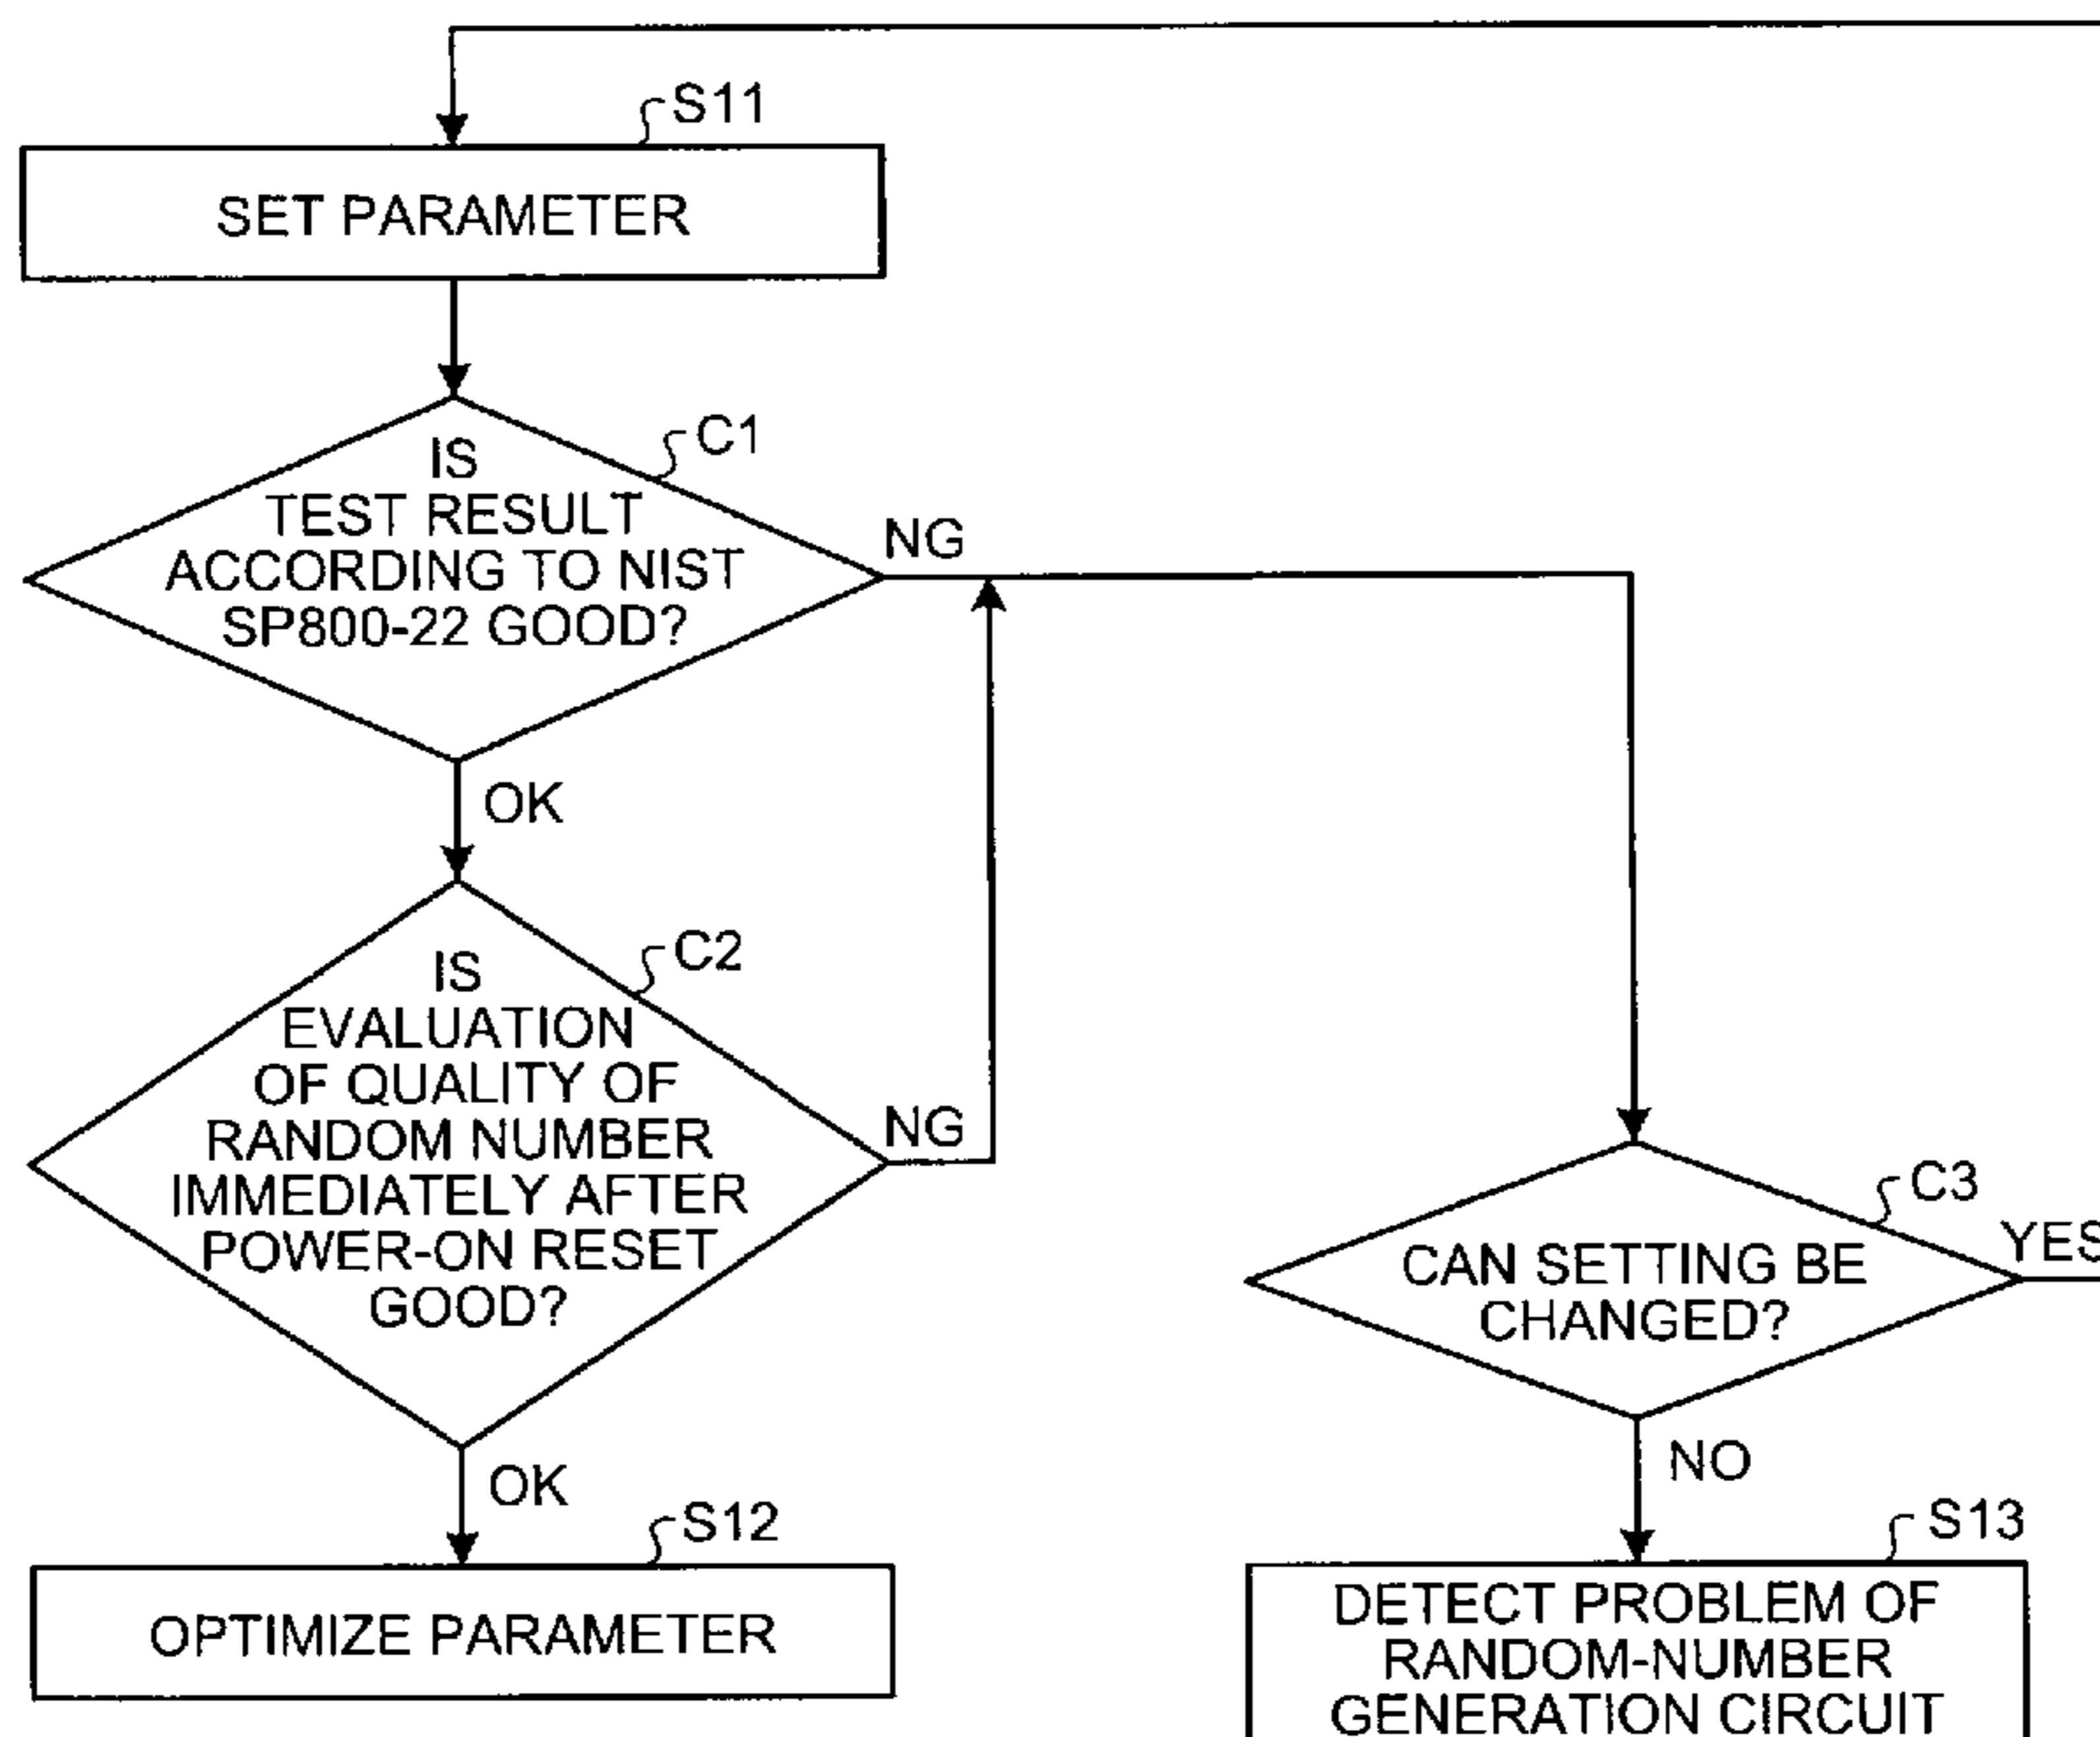 S11
SET PARAMETER
C1
IS
TEST RESULT
ACCORDING TO NIST
SP800-22 GOOD?
NG
OK
C2
IS
EVALUATION
OF QUALITY OF
RANDOM NUMBER
IMMEDIATELY AFTER
POWER-ON RESET
GOOD?
NG
OK
S12
OPTIMIZE PARAMETER
C3
CAN SETTING BE
CHANGED?
YES
NO
S13
DETECT PROBLEM OF
RANDOM-NUMBER
GENERATION CIRCUIT